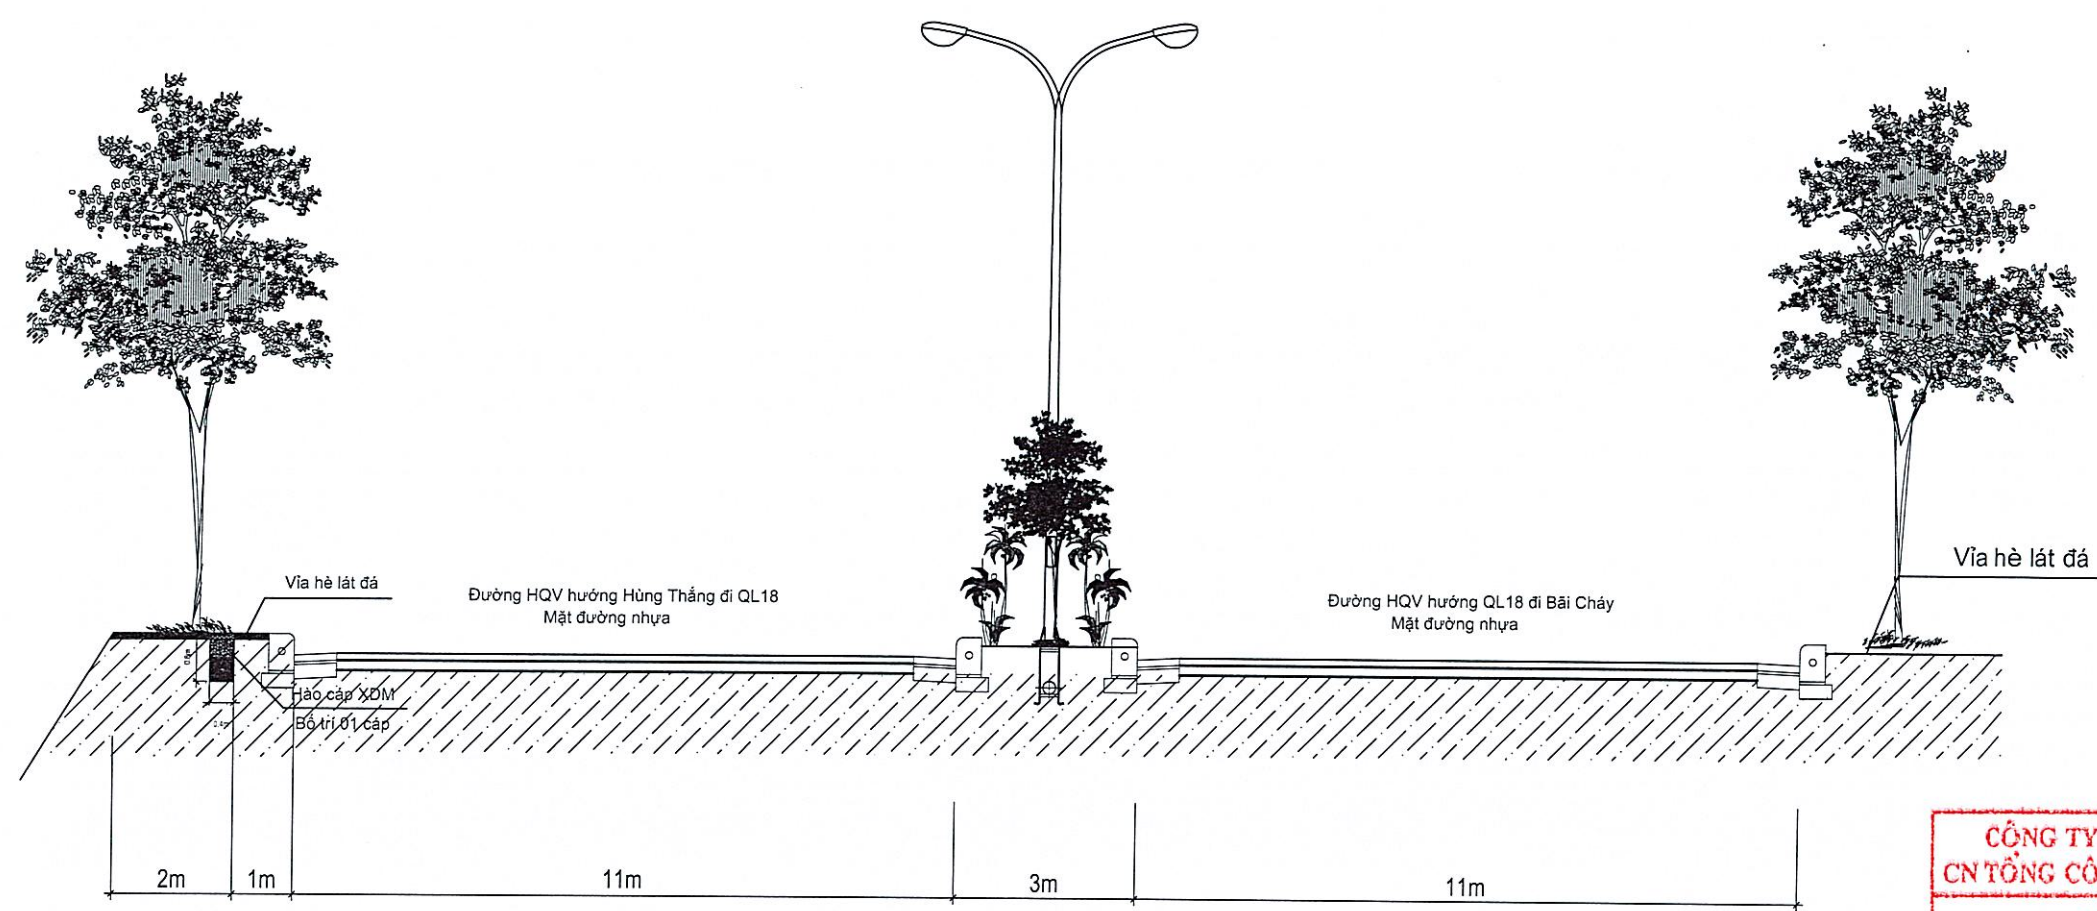 Vỉa hè lát đá
Đường HQV hướng Hùng Thắng đi QL18
Mặt đường nhựa
Đường HQV hướng QL18 đi Bãi Cháy
Mặt đường nhựa
Vỉa hè lát đá
Hào cáp XDM
Bố trí 01 cáp
2m
1m
11m
3m
11m
CÔNG TY
CN TỔNG CÔ